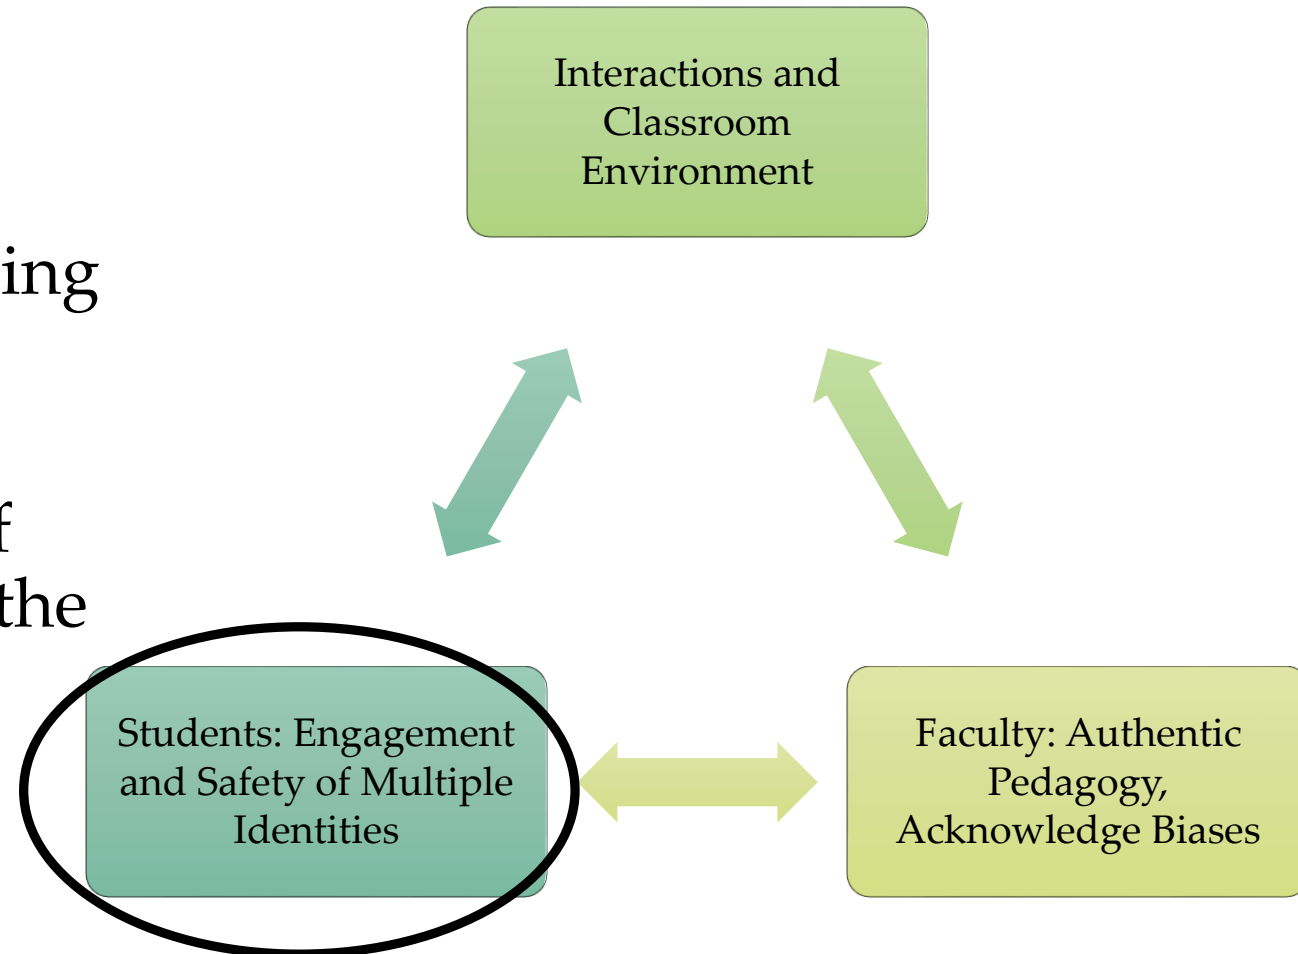 Interactions and
Classroom
Environment
ing
f
the
Students: Engagement
and Safety of Multiple
Identities
Faculty: Authentic
Pedagogy,
Acknowledge Biases